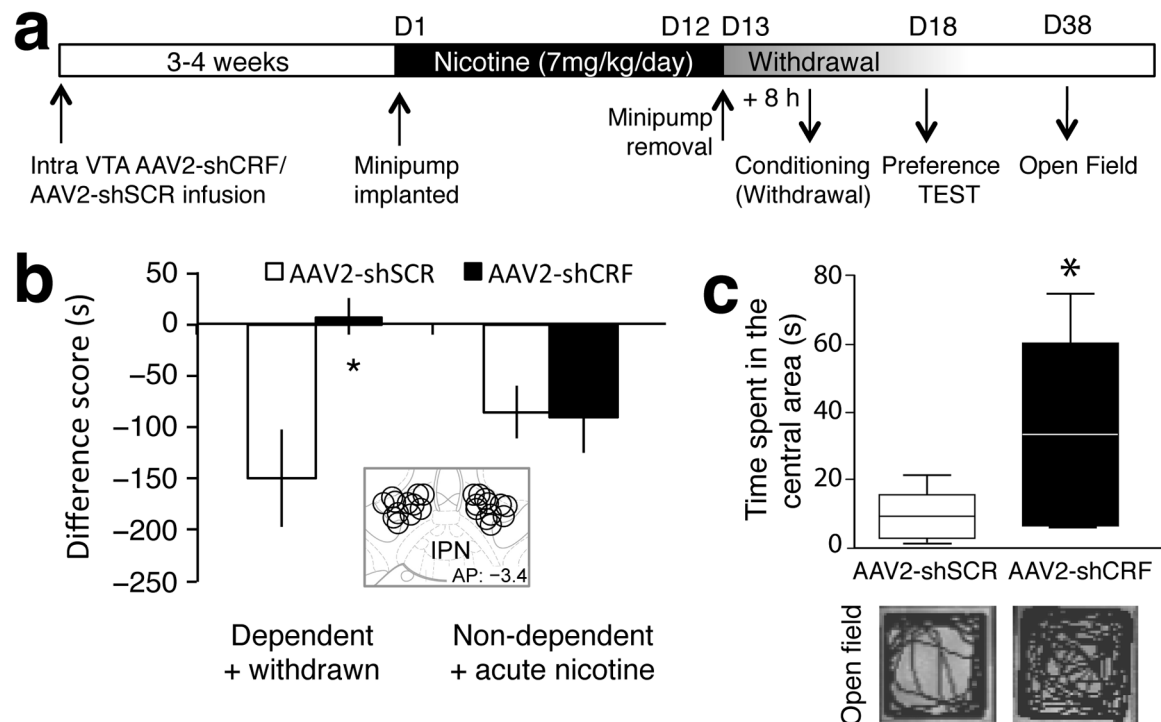 a
D1
D12
D13
D18
D38
3-4 weeks
Nicotine (7mg/kg/day)
Withdrawal
+ 8 h
Intra VTA AAV2-shCRF/
AAV2-shSCR infusion
Minipump
implanted
Minipump
removal
Conditioning
(Withdrawal)
Preference
TEST
Open Field
b
Difference score (s)
50
0
−50
−100
−150
−200
−250
AAV2-shSCR
AAV2-shCRF
*
IPN
AP: −3.4
Dependent
+ withdrawn
Non-dependent
+ acute nicotine
c
Time spent in the
central area (s)
80
60
40
20
0
*
AAV2-shSCR
AAV2-shCRF
Open field